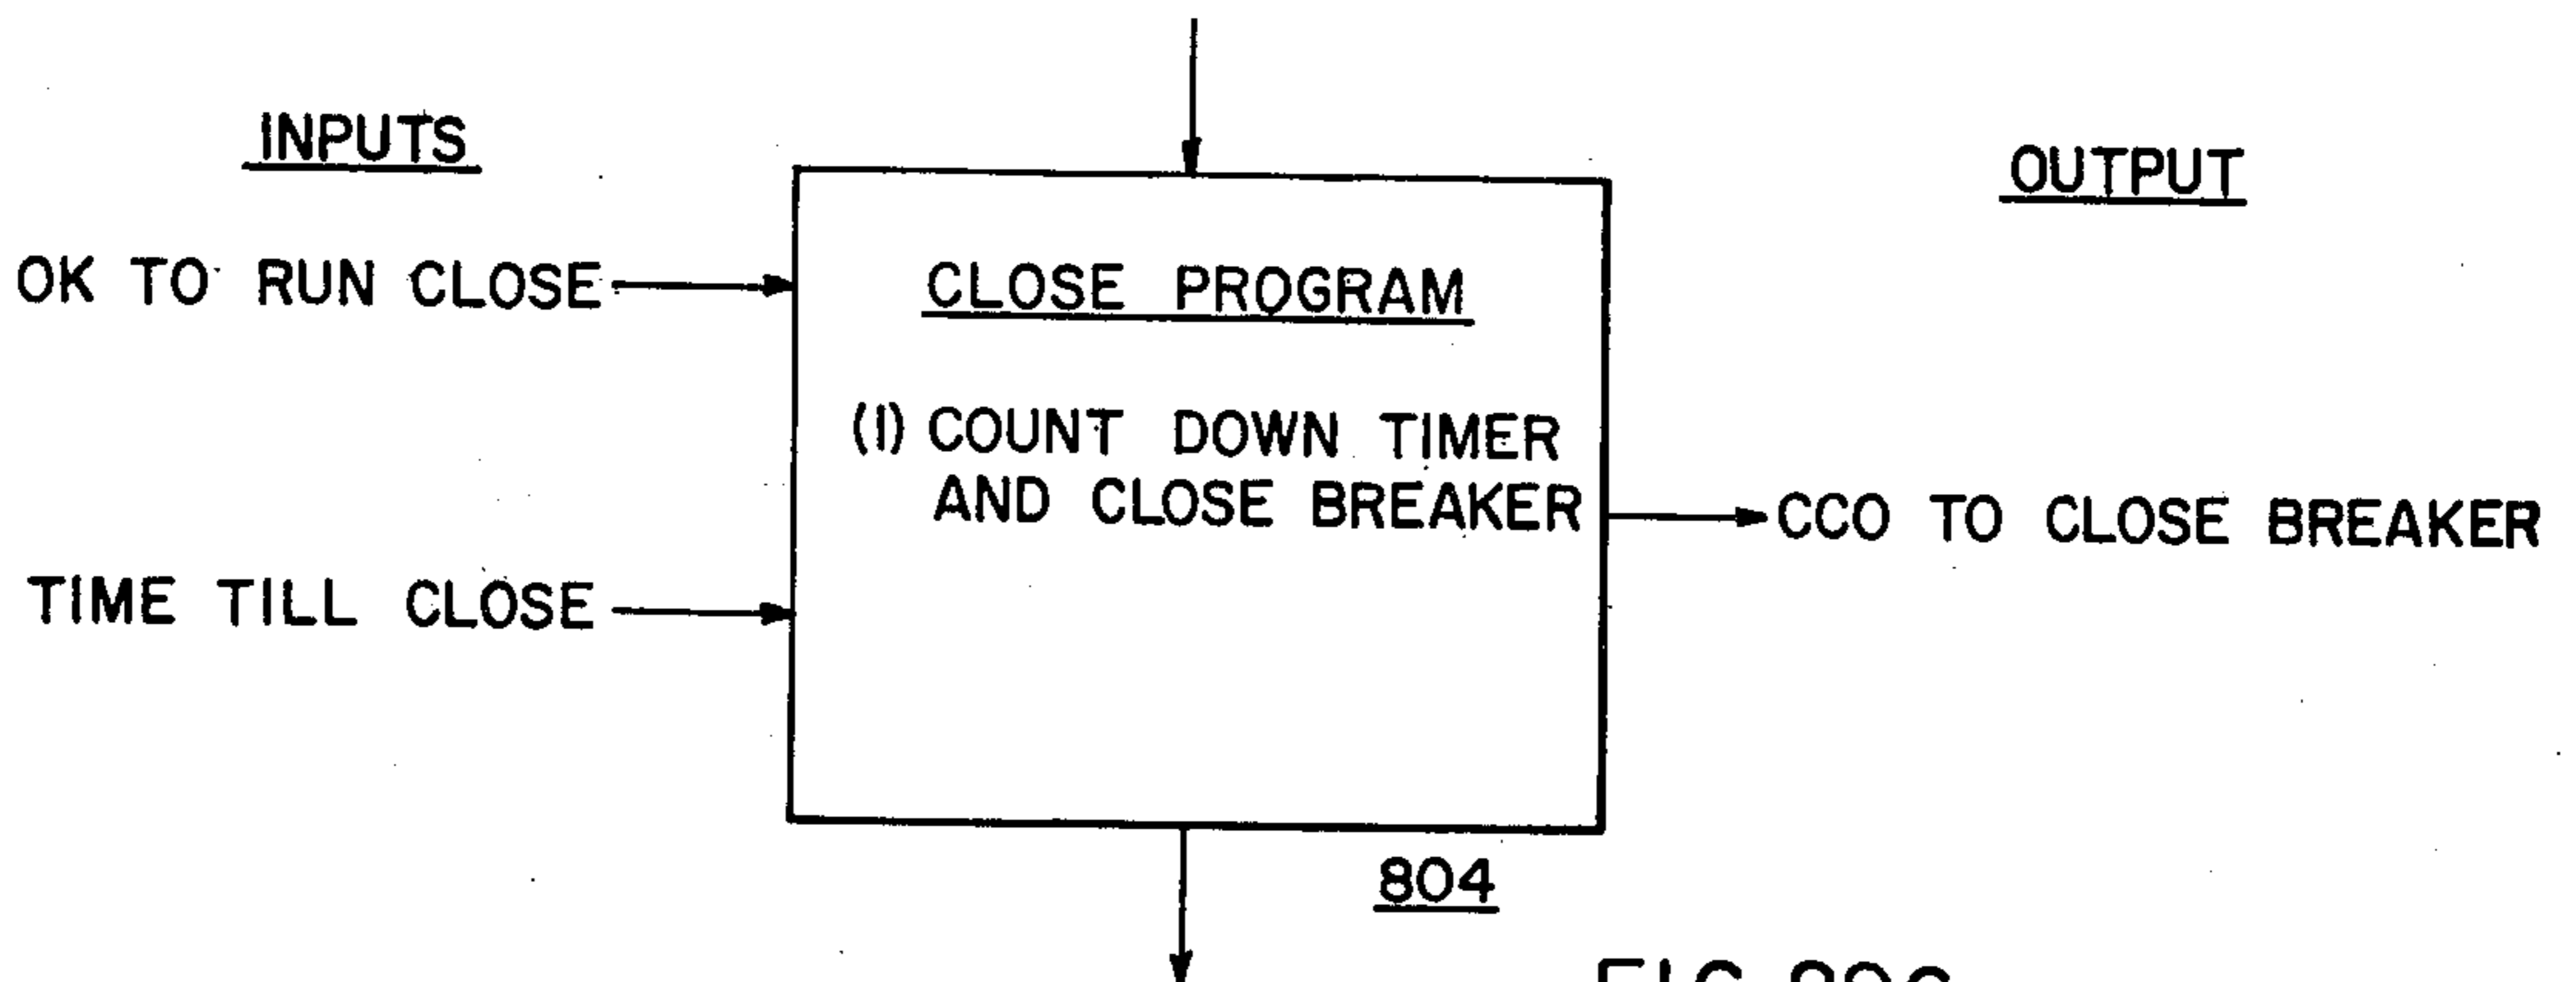 INPUTS
OUTPUT
OK TO RUN CLOSE
CLOSE PROGRAM
(1) COUNT DOWN TIMER
AND CLOSE BREAKER
CCO TO CLOSE BREAKER
TIME TILL CLOSE
804